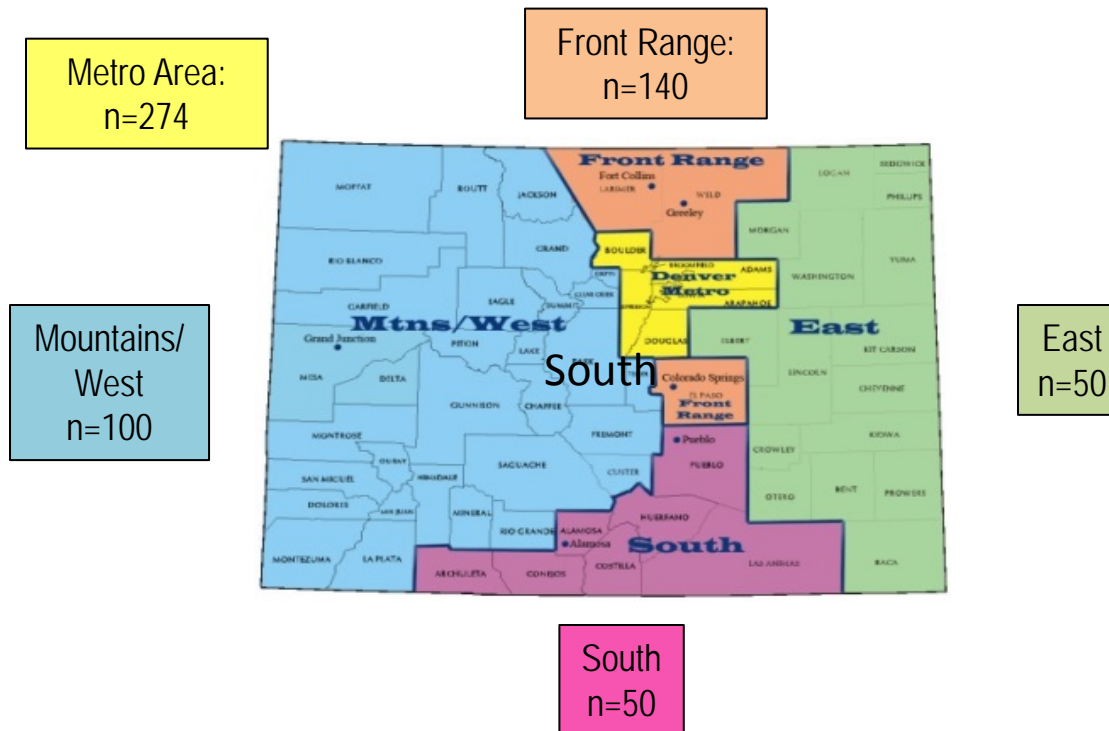 Front Range:
n=140
Metro Area:
n=274
Front Range
Fort Collins
LARIMER
WILD
Greeley
LOGAN
SEDGWICK
PHILLIPS
MOFFAT
ROUTT
JACKSON
MORGAN
GRAND
BOULDER
RIO BLANCO
BROOMFIELD
ADAMS
WASHINGTON
YUMA
Denver
Metro
ARAPAHOE
CLEAR CREEK
EAGLE
SUMMIT
GARFIELD
Mtns/West
East
Grand Junction
PITKIN
LAKE
PARK
DOUGLAS
ELBERT
KIT CARSON
Mountains/
West
n=100
East
n=50
South
MESA
DELTA
LINCOLN
Colorado Springs
EL PASO
Front
Range
CHEYENNE
GUNNISON
CHAFFEE
MONTROSE
FREMONT
Pueblo
PUEBLO
KIOWA
CROWLEY
OURAY
SAN MIGUEL
HINSDALE
SAGUACHE
CUSTER
OTERO
BENT
PROWERS
DOLORES
SAN JUAN
MINERAL
RIO GRANDE
ALAMOSA
Alamosa
HUERFANO
South
MONTEZUMA
LA PLATA
ARCHULETA
CONEJOS
COSTILLA
LAS ANIMAS
BACA
South
n=50